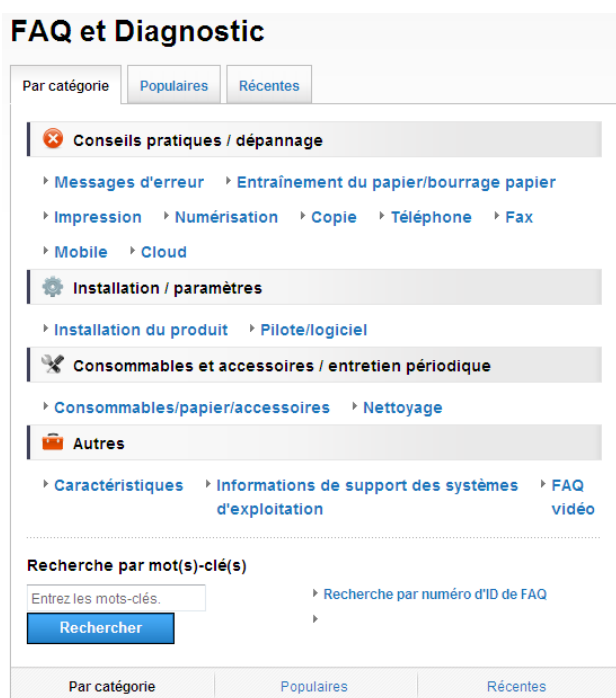 FAQ et Diagnostic
Par catégorie Populaires Récentes
Conseils pratiques / dépannage
Messages d'erreur Entraînement du papier/bourrage papier
Impression Numérisation Copie Téléphone Fax
Mobile Cloud
Installation / paramètres
Installation du produit Pilote/logiciel
Consommables et accessoires / entretien périodique
Consommables/papier/accessoires Nettoyage
Autres
Caractéristiques Informations de support des systèmes FAQ
d'exploitation vidéo
Recherche par mot(s)-clé(s)
Entrez les mots-clés. Recherche par numéro d'ID de FAQ
Rechercher
Par catégorie Populaires Récentes